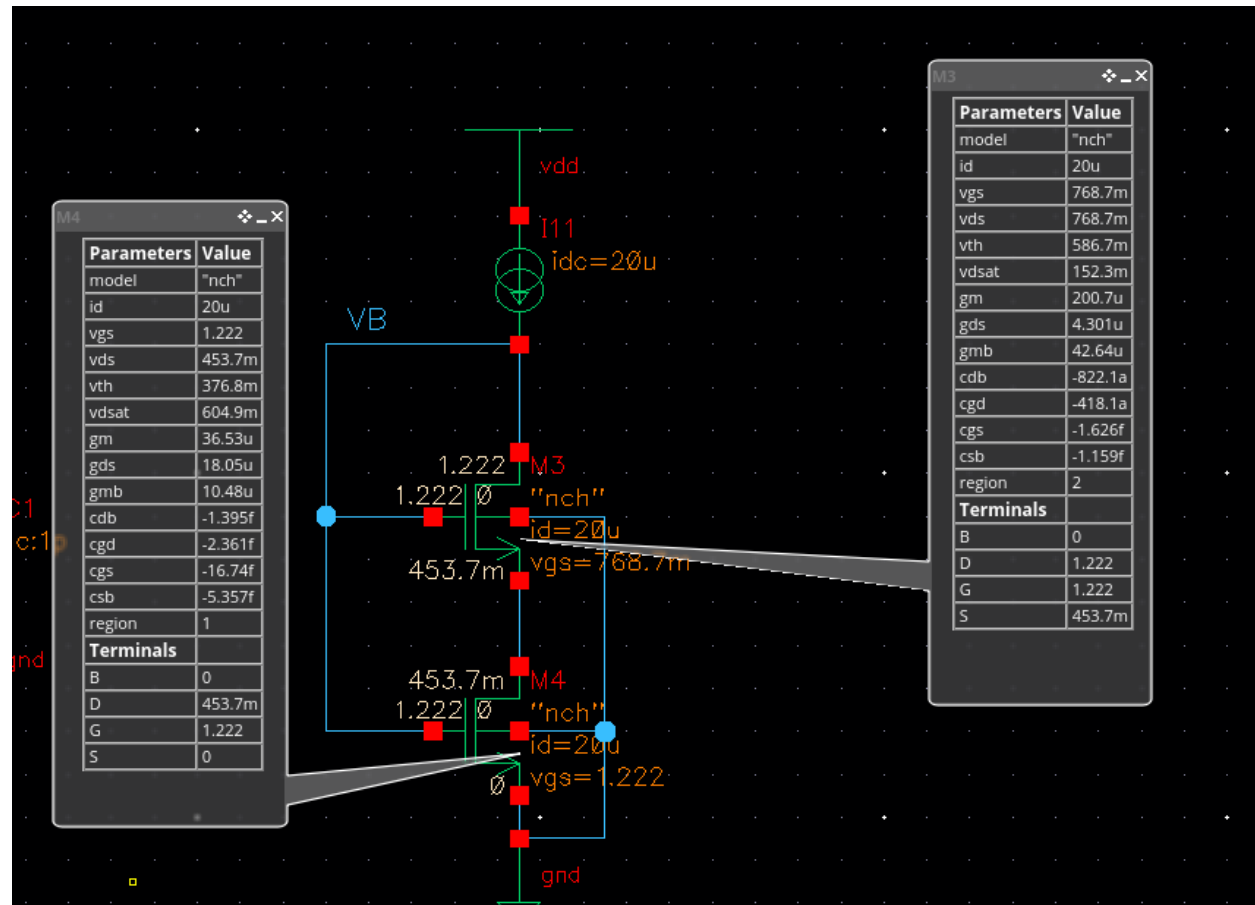 M4
Parameters Value
model "nch"
id 20u
vgs 1.222
vds 453.7m
vth 376.8m
vdsat 604.9m
gm 36.53u
gds 18.05u
gmb 10.48u
cdb -1.395f
cgd -2.361f
cgs -16.74f
csb -5.357f
region 1
Terminals
B 0
D 453.7m
G 1.222
S 0
vdd
I11
idc=20u
VB
1.222 M3
1.222 0 "nch"
id=20u
453.7m vgs=768.7m
453.7m M4
1.222 0 "nch"
id=20u
0 vgs=1.222
gnd
C1
c:1p
gnd
M3
Parameters Value
model "nch"
id 20u
vgs 768.7m
vds 768.7m
vth 586.7m
vdsat 152.3m
gm 200.7u
gds 4.301u
gmb 42.64u
cdb -822.1a
cgd -418.1a
cgs -1.626f
csb -1.159f
region 2
Terminals
B 0
D 1.222
G 1.222
S 453.7m